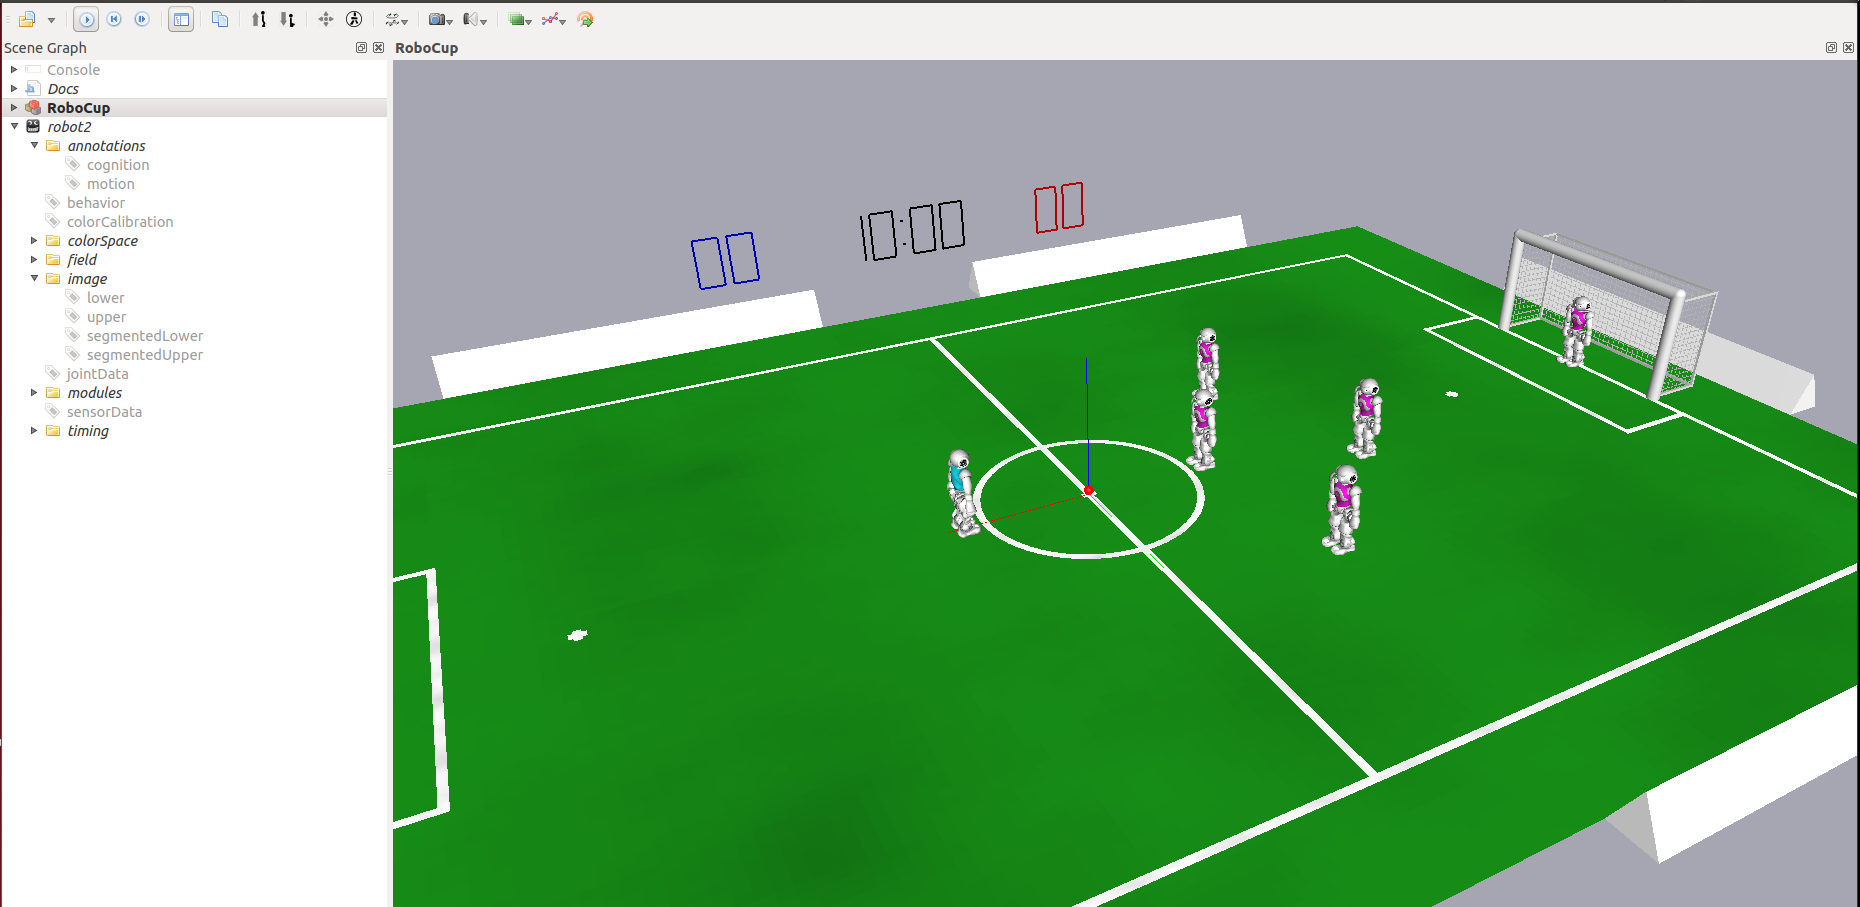 Scene Graph
RoboCup
Console
Docs
RoboCup
robot2
annotations
cognition
motion
behavior
colorCalibration
colorSpace
field
image
lower
upper
segmentedLower
segmentedUpper
jointData
modules
sensorData
timing
00
10:00
00